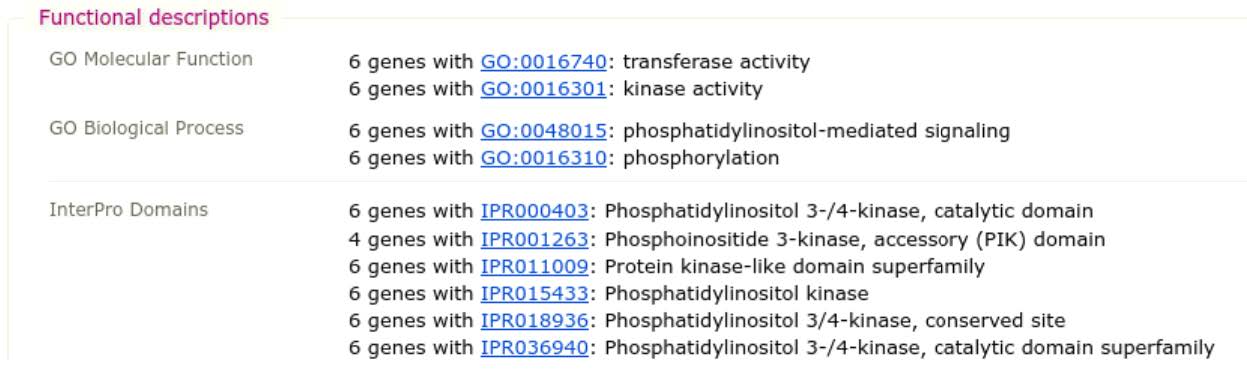 Functional descriptions
GO Molecular Function 6 genes with GO:0016740: transferase activity
6 genes with GO:0016301: kinase activity
GO Biological Process 6 genes with GO:0048015: phosphatidylinositol-mediated signaling
6 genes with GO:0016310: phosphorylation
InterPro Domains 6 genes with IPR000403: Phosphatidylinositol 3-/4-kinase, catalytic domain
4 genes with IPR001263: Phosphoinositide 3-kinase, accessory (PIK) domain
6 genes with IPR011009: Protein kinase-like domain superfamily
6 genes with IPR015433: Phosphatidylinositol kinase
6 genes with IPR018936: Phosphatidylinositol 3/4-kinase, conserved site
6 genes with IPR036940: Phosphatidylinositol 3-/4-kinase, catalytic domain superfamily